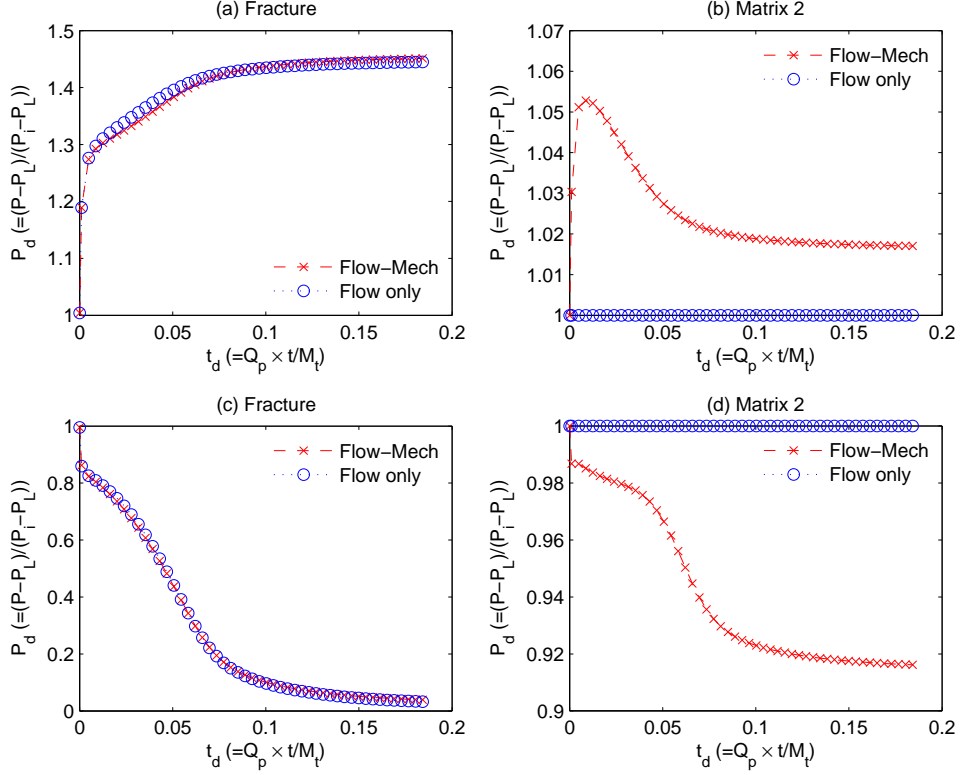 (a) Fracture
P_d (=(P−P_L)/(P_i−P_L))
1.5
1.4
1.3
1.2
1.1
1
Flow−Mech
Flow only
0 0.05 0.1 0.15 0.2
t_d (=Q_p × t/M_t)
(b) Matrix 2
P_d (=(P−P_L)/(P_i−P_L))
1.07
1.06
1.05
1.04
1.03
1.02
1.01
1
Flow−Mech
Flow only
0 0.05 0.1 0.15 0.2
t_d (=Q_p × t/M_t)
(c) Fracture
P_d (=(P−P_L)/(P_i−P_L))
1
0.8
0.6
0.4
0.2
0
Flow−Mech
Flow only
0 0.05 0.1 0.15 0.2
t_d (=Q_p × t/M_t)
(d) Matrix 2
P_d (=(P−P_L)/(P_i−P_L))
1
0.98
0.96
0.94
0.92
0.9
Flow−Mech
Flow only
0 0.05 0.1 0.15 0.2
t_d (=Q_p × t/M_t)